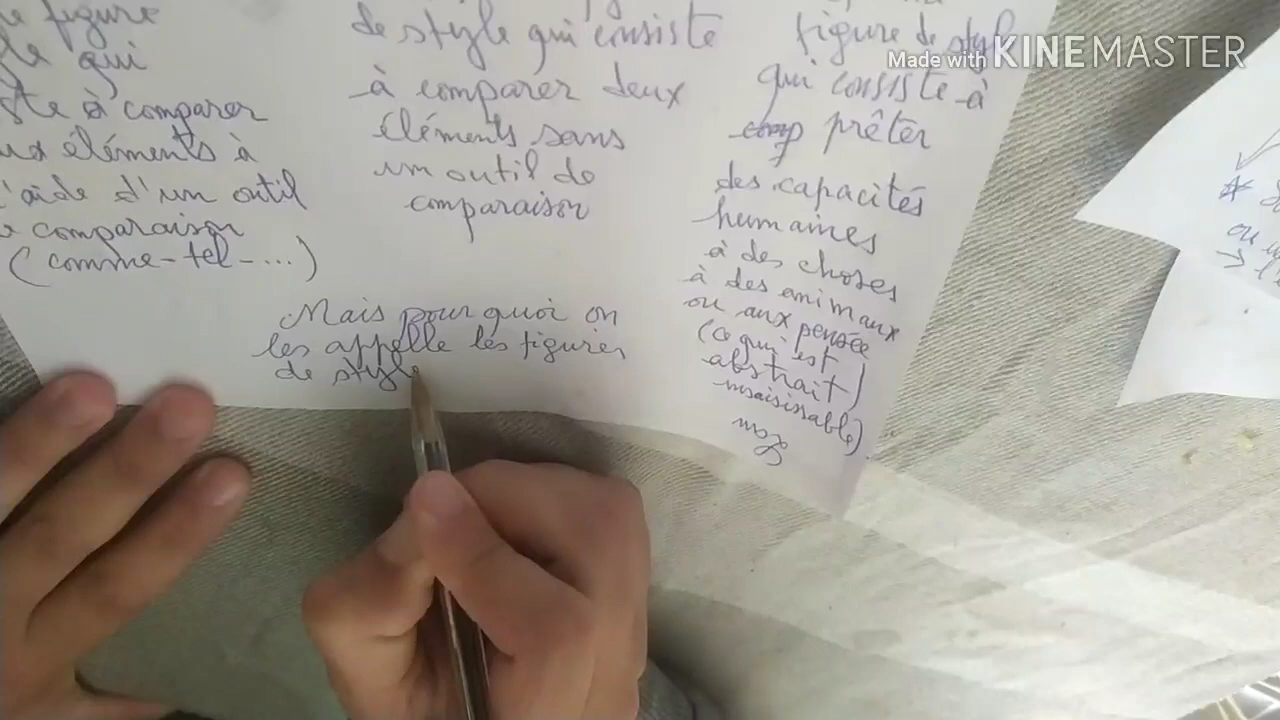 figure
qui
à comparer
éléments à
l'aide d'un outil
comparaison
(comme-tel-...)
de style qui consiste
à comparer deux
éléments sans
un outil de
comparaison
figure de style
qui consiste à
comp prêter
des capacités
humaines
à des choses
à des animaux
ou aux pensée
(ce qui est
abstrait)
insaisissable).
Mais pourquoi on
les appelle les figures
de style
Made with KINEMASTER
ou